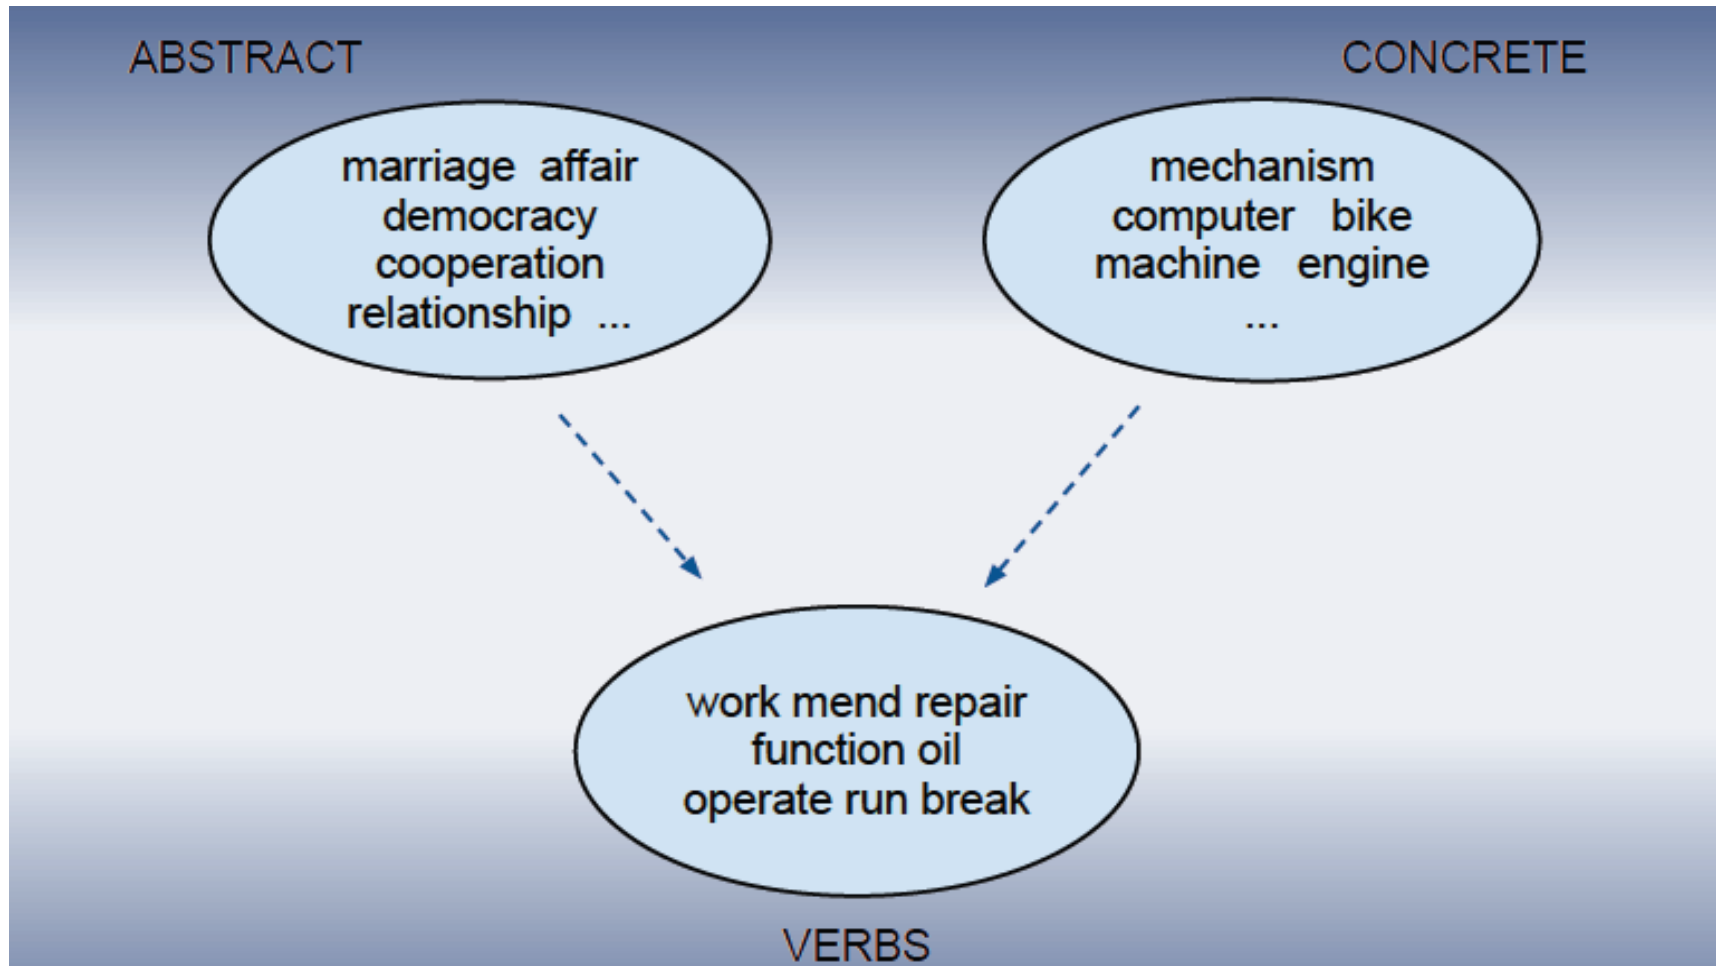 ABSTRACT
CONCRETE
marriage affair
democracy
cooperation
relationship ...
mechanism
computer bike
machine engine
...
work mend repair
function oil
operate run break
VERBS